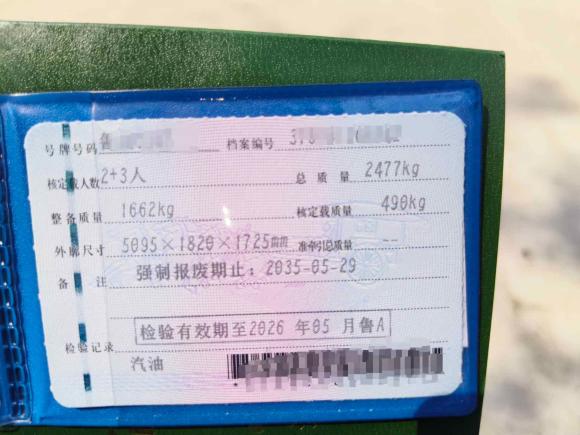 号牌号码 档案编号
核定载人数 2+3人 总质量 2477kg
整备质量 1662kg 核定载质量 490kg
外廓尺寸 5095×1820×1725mm 准牵引总质量 --
备注 强制报废期止：2035-05-29
检验有效期至2026 年05 月鲁A
检验记录
汽油